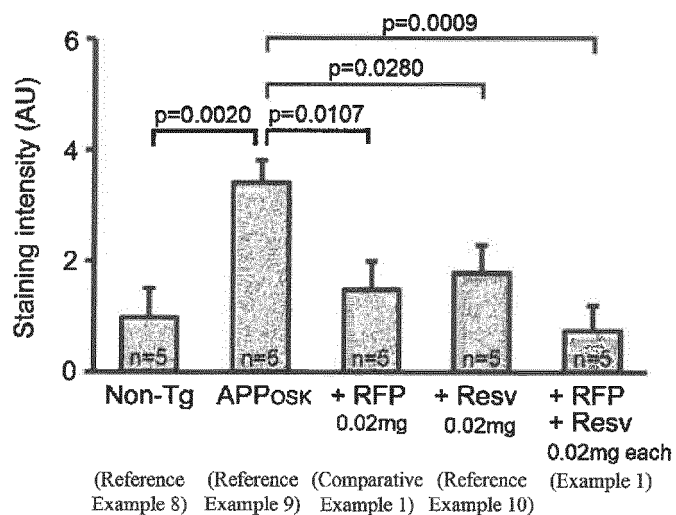 p=0.0009
p=0.0280
p=0.0020 p=0.0107
Staining intensity (AU)
6
4
2
0
n=5 n=5 n=5 n=5 n=5
Non-Tg APPOSK + RFP + Resv + RFP
0.02mg 0.02mg + Resv
0.02mg each
(Reference (Reference (Comparative (Reference (Example 1)
Example 8) Example 9) Example 1) Example 10)